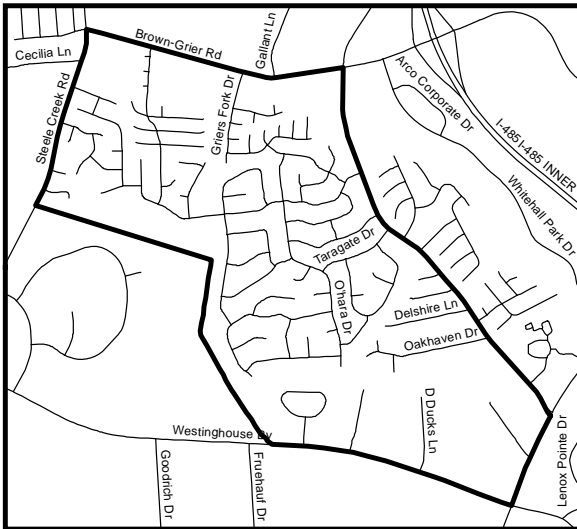 Cecilia Ln
Brown-Grier Rd
Gallant Ln
Steele Creek Rd
Griers Fork Dr
Arco Corporate Dr
I-485 I-485 INNER
Whitehall Park Dr
Taragate Dr
O'hara Dr
Delshire Ln
Oakhaven Dr
D Ducks Ln
Westinghouse Bv
Goodrich Dr
Fruehauf Dr
Lenox Pointe Dr